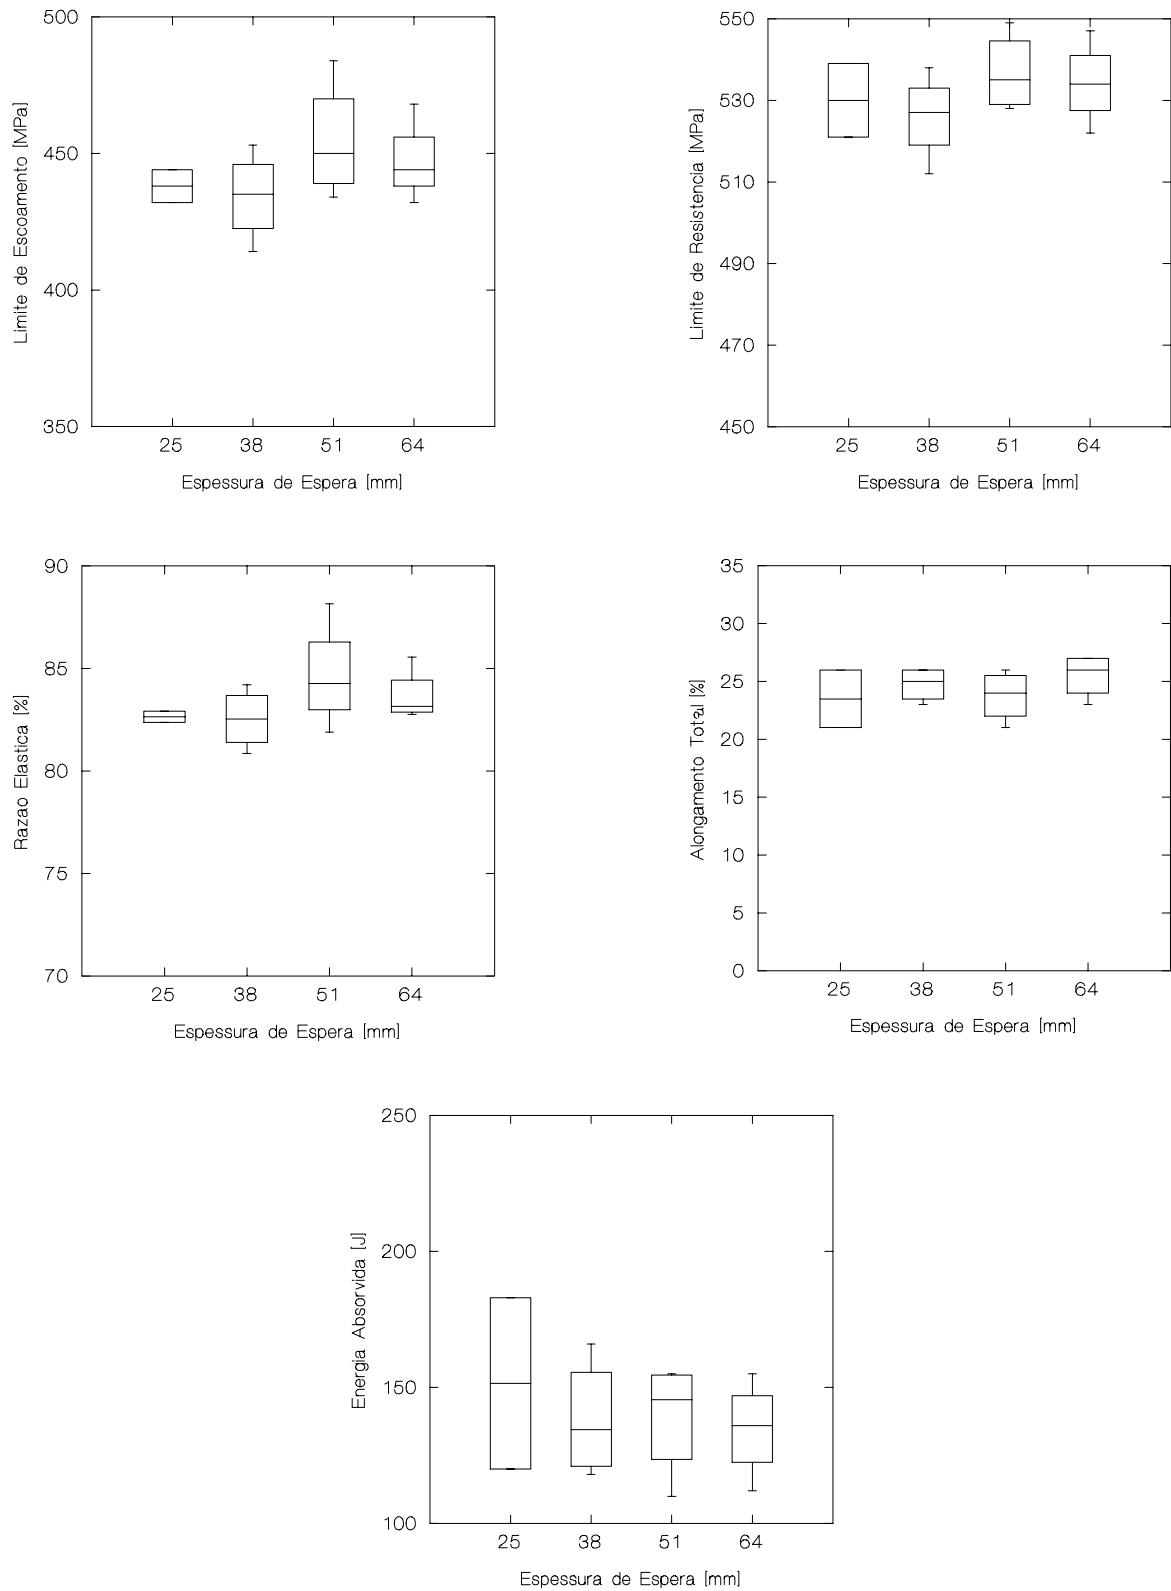 500
450
400
350
25 38 51 64
Limite de Escoamento [MPa]
Espessura de Espera [mm]
550
530
510
490
470
450
25 38 51 64
Limite de Resistencia [MPa]
Espessura de Espera [mm]
90
85
80
75
70
25 38 51 64
Razao Elastica [%]
Espessura de Espera [mm]
35
30
25
20
15
10
5
0
25 38 51 64
Alongamento Total [%]
Espessura de Espera [mm]
250
200
150
100
25 38 51 64
Energia Absorvida [J]
Espessura de Espera [mm]